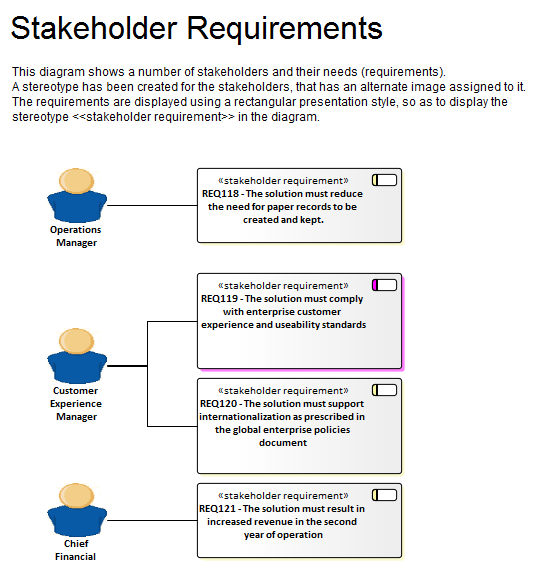 Stakeholder Requirements
This diagram shows a number of stakeholders and their needs (requirements).
A stereotype has been created for the stakeholders, that has an alternate image assigned to it.
The requirements are displayed using a rectangular presentation style, so as to display the
stereotype <<stakeholder requirement>> in the diagram.
«stakeholder requirement»
REQ118 - The solution must reduce
the need for paper records to be
created and kept.
Operations
Manager
«stakeholder requirement»
REQ119 - The solution must comply
with enterprise customer
experience and useability standards
Customer
Experience
Manager
«stakeholder requirement»
REQ120 - The solution must support
internationalization as prescribed in
the global enterprise policies
document
«stakeholder requirement»
REQ121 - The solution must result in
increased revenue in the second
year of operation
Chief
Financial